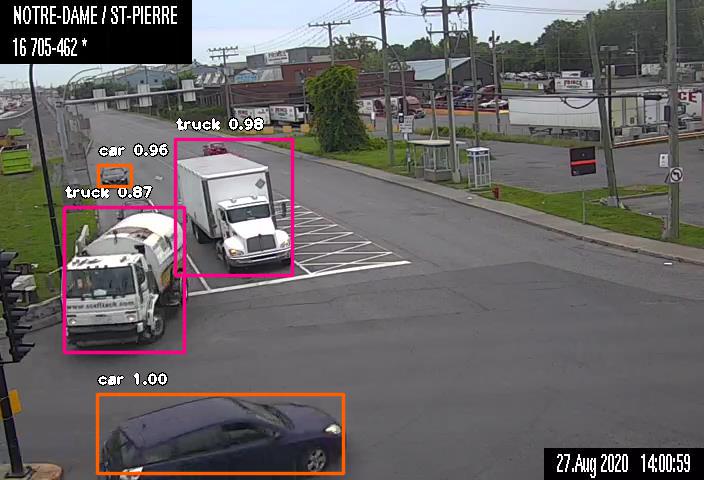 NOTRE-DAME / ST-PIERRE
16 705-462 *
truck 0.98
car 0.96
truck 0.87
car 1.00
27.Aug 2020 14:00:59